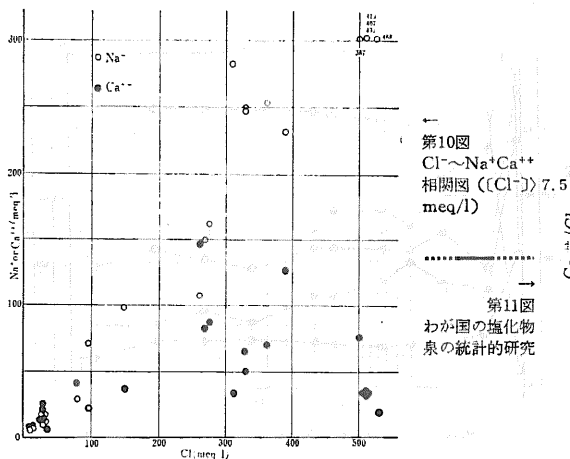 300
200
100
0
Na⁺
Ca⁺⁺
Na⁺ or Ca⁺⁺ (meq/l)
100
200
300
400
500
Cl (meq l)
←
第10図
Cl⁻~Na⁺Ca⁺⁺
相関図 (〔Cl⁻〕〉7.5
meq/l)
→
第11図
わが国の塩化物
泉の統計的研究